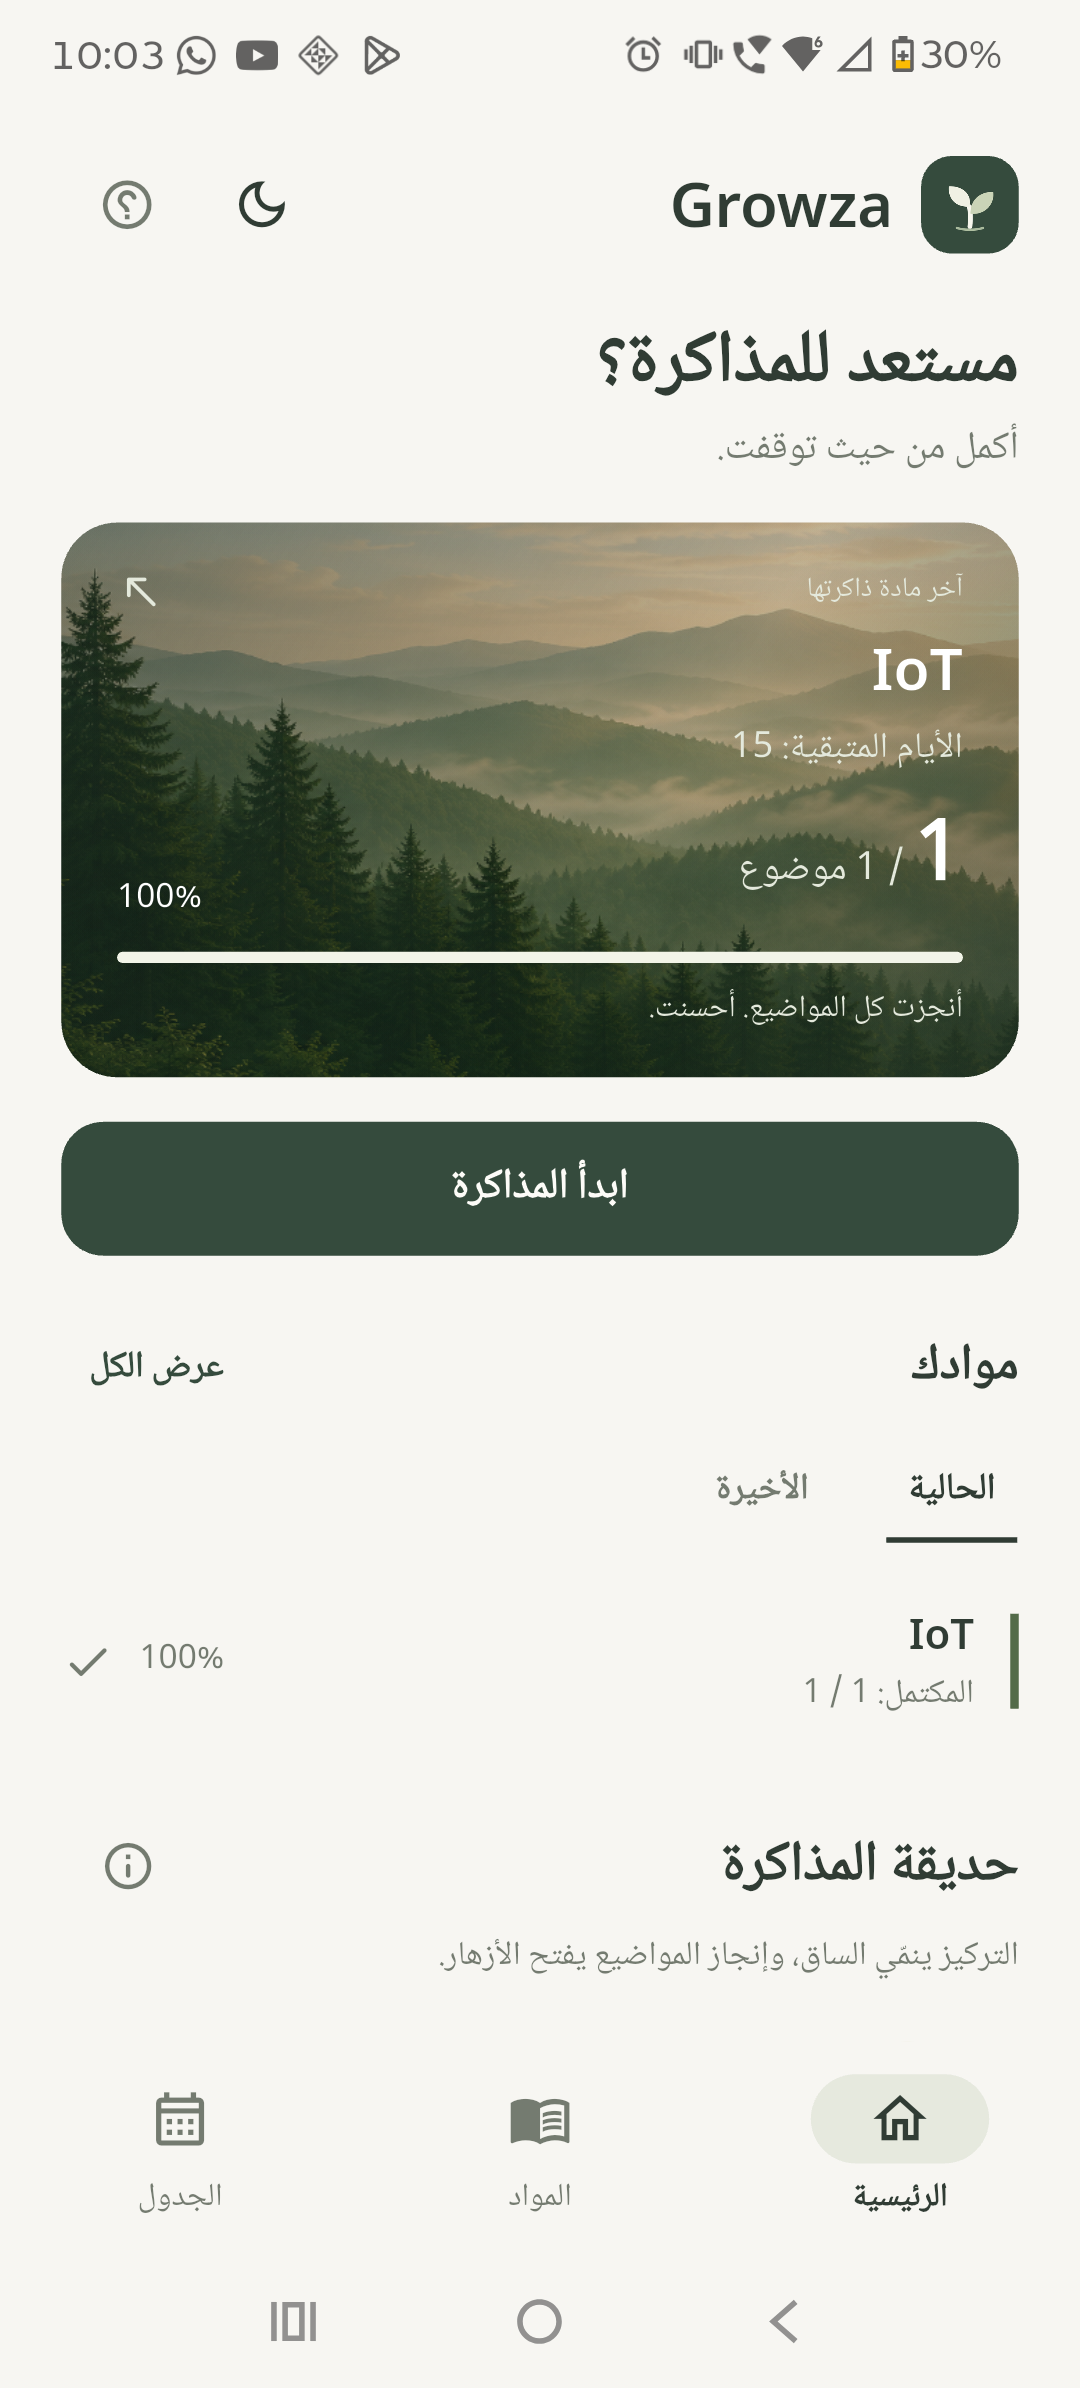 10:03
30%
Growza
مستعد للمذاكرة؟
أكمل من حيث توقفت.
آخر مادة ذاكرتها
IoT
الأيام المتبقية: 15
1 / 1 موضوع
100%
أنجزت كل المواضيع. أحسنت.
ابدأ المذاكرة
موادك
عرض الكل
الحالية
الأخيرة
IoT
100%
المكتمل: 1 / 1
حديقة المذاكرة
التركيز ينمّي الساق، وإنجاز المواضيع يفتح الأزهار.
الرئيسية
المواد
الجدول